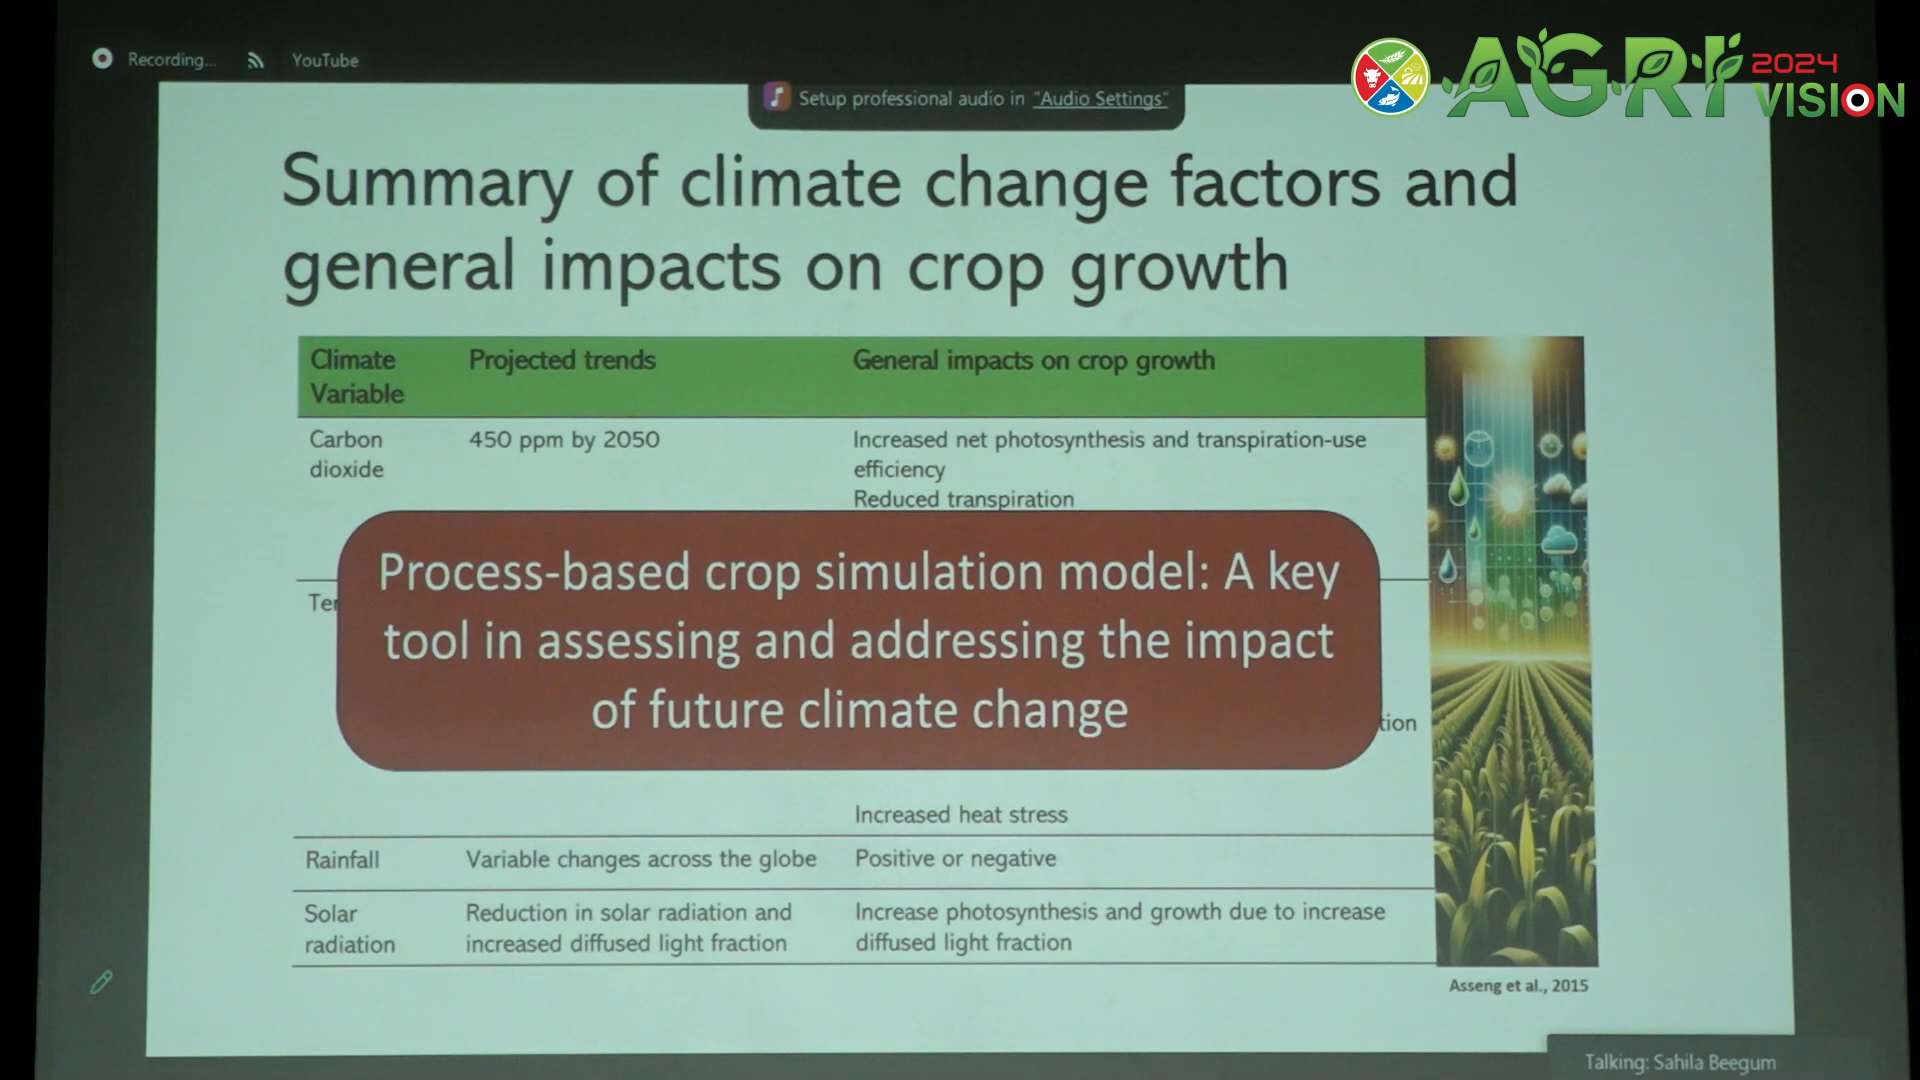 Recording...
YouTube
Setup professional audio in "Audio Settings"
AGRI
2024
VISION
Summary of climate change factors and
general impacts on crop growth
Climate
Variable
Projected trends
General impacts on crop growth
Carbon
dioxide
450 ppm by 2050
Increased net photosynthesis and transpiration-use
efficiency
Reduced transpiration
Process-based crop simulation model: A key
tool in assessing and addressing the impact
of future climate change
Increased heat stress
Rainfall
Variable changes across the globe
Positive or negative
Solar
radiation
Reduction in solar radiation and
increased diffused light fraction
Increase photosynthesis and growth due to increase
diffused light fraction
Asseng et al., 2015
Talking: Sahila Beegum